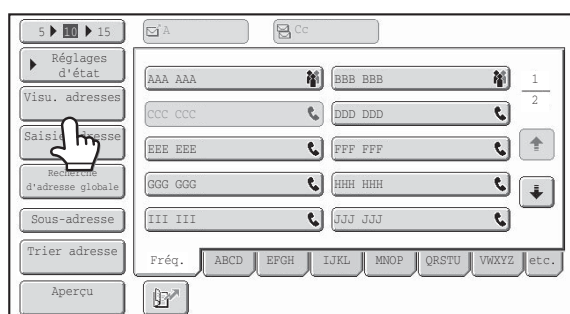 5 10 15
A
Cc
Réglages
d'état
Visu. adresses
Saisie adresse
Recherche
d'adresse globale
Sous-adresse
Trier adresse
Aperçu
AAA AAA
BBB BBB
CCC CCC
DDD DDD
EEE EEE
FFF FFF
GGG GGG
HHH HHH
III III
JJJ JJJ
1
2
Fréq. ABCD EFGH IJKL MNOP QRSTU VWXYZ etc.